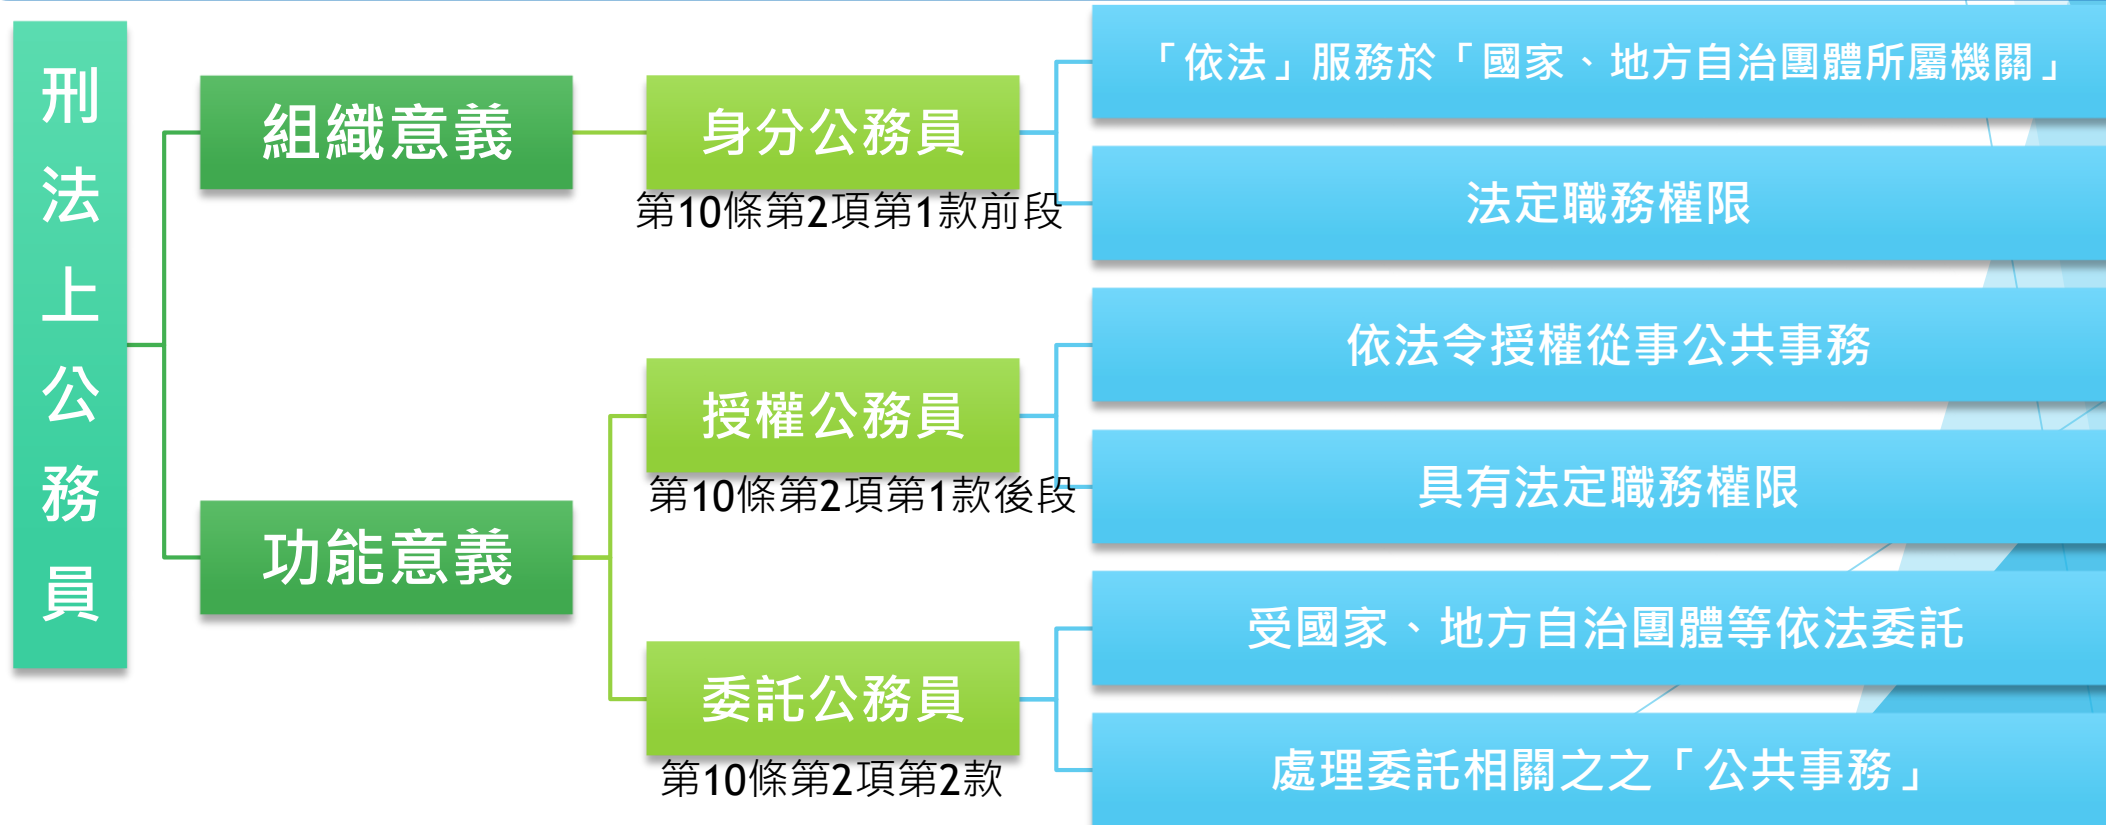 刑法上公務員
組織意義
身分公務員
第10條第2項第1款前段
「依法」服務於「國家、地方自治團體所屬機關」
法定職務權限
功能意義
授權公務員
第10條第2項第1款後段
依法令授權從事公共事務
具有法定職務權限
委託公務員
第10條第2項第2款
受國家、地方自治團體等依法委託
處理委託相關之之「公共事務」